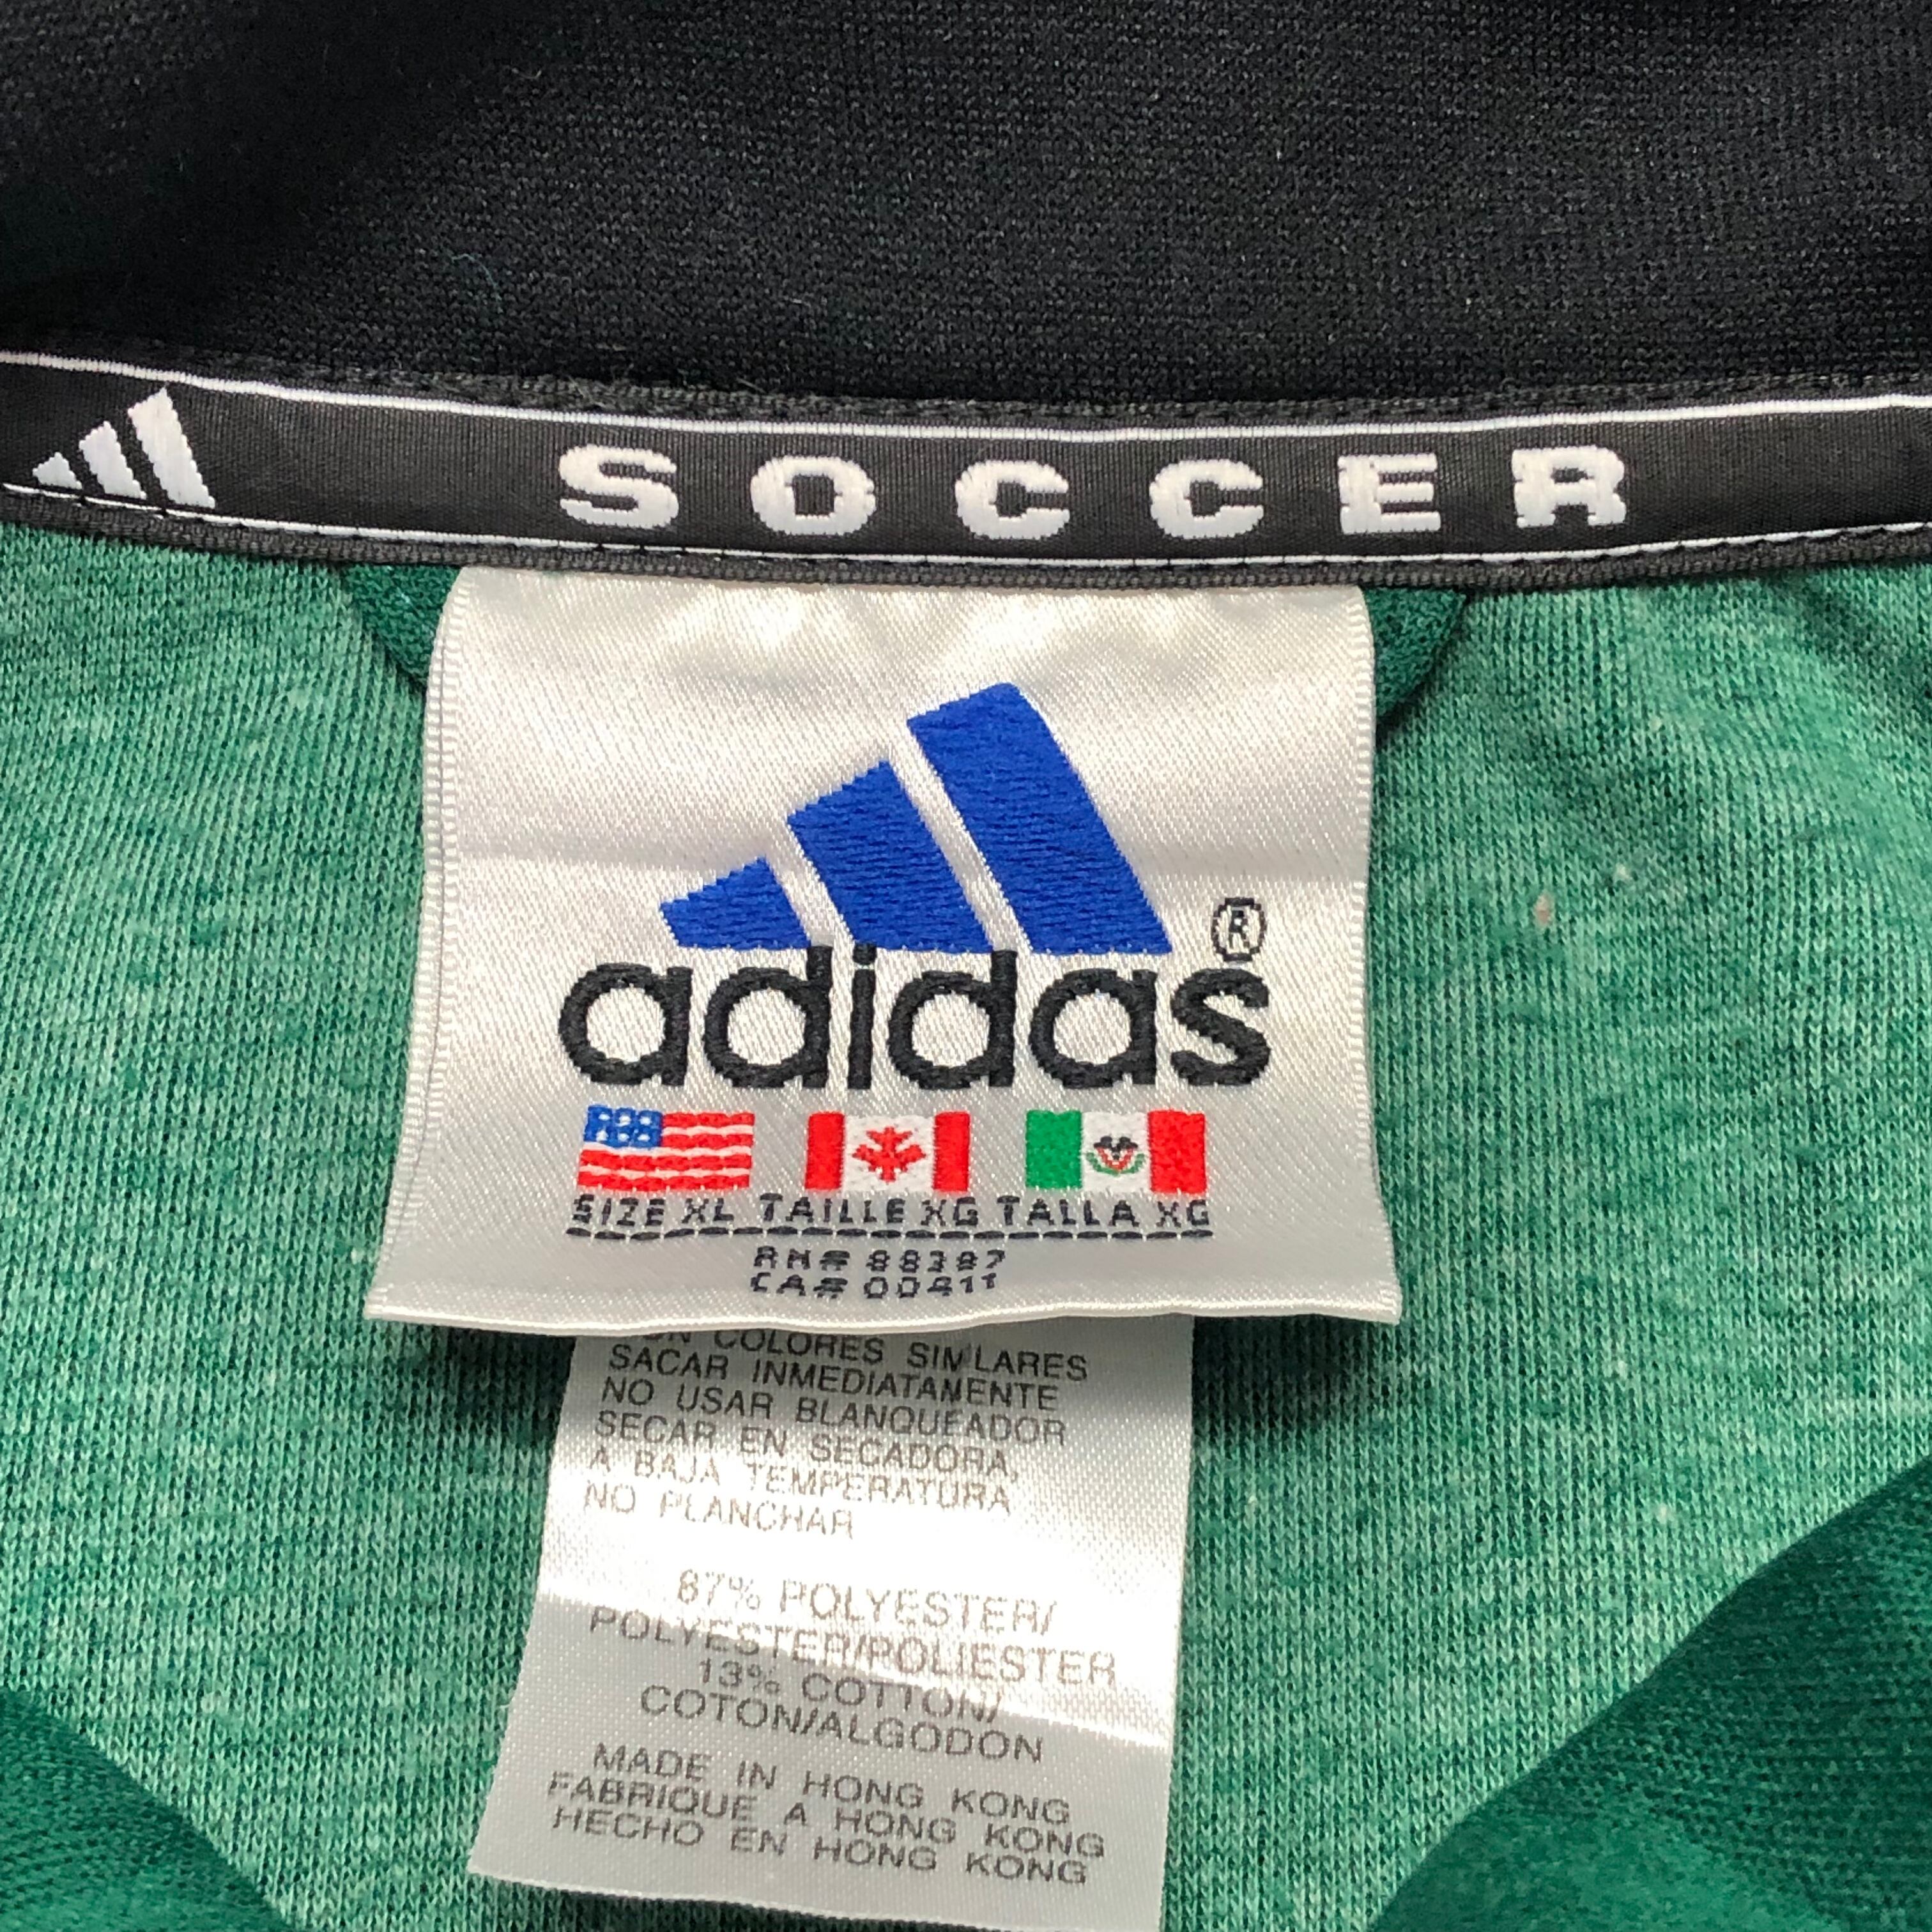 SOCCER
adidas®
SIZE XL TAILLE XG TALLA XG
RN# 88387
CA# 00411
COLORES SIMILARES
SACAR INMEDIATAMENTE
NO USAR BLANQUEADOR
SECAR EN SECADORA,
A BAJA TEMPERATURA
NO PLANCHAR
87% POLYESTER/
POLYESTER/POLIESTER
13% COTTON/
COTON/ALGODON
MADE IN HONG KONG
FABRIQUE A HONG KONG
HECHO EN HONG KONG